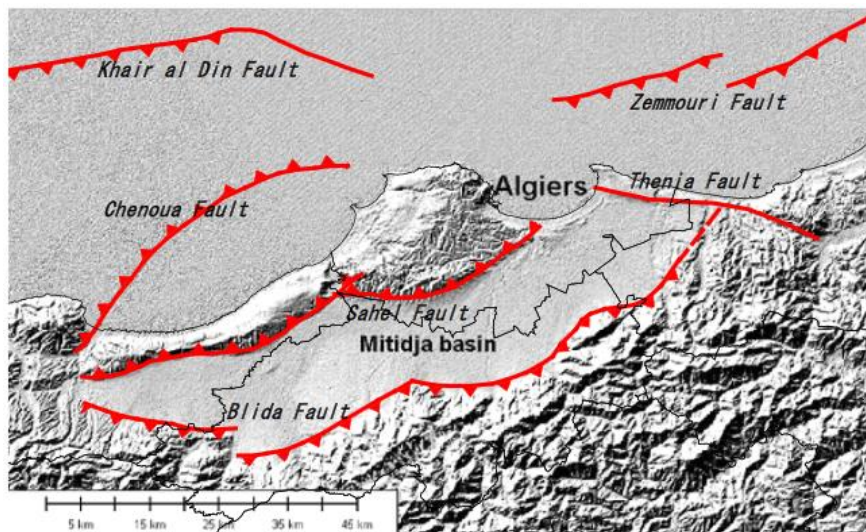 Khair al Din Fault
Zemmouri Fault
Algiers
Thenia Fault
Chenoua Fault
Sahel Fault
Mitidja basin
Blida Fault
5 km 15 km 25 km 35 km 45 km